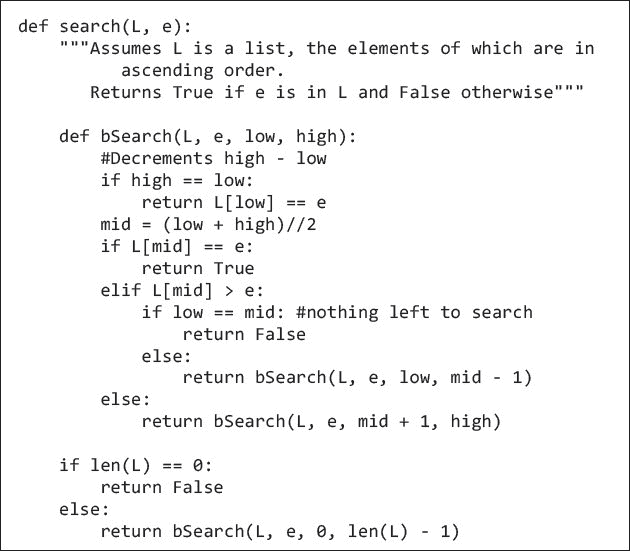 def search(L, e):
    """Assumes L is a list, the elements of which are in
          ascending order.
       Returns True if e is in L and False otherwise"""

    def bSearch(L, e, low, high):
        #Decrements high - low
        if high == low:
            return L[low] == e
        mid = (low + high)//2
        if L[mid] == e:
            return True
        elif L[mid] > e:
            if low == mid: #nothing left to search
                return False
            else:
                return bSearch(L, e, low, mid - 1)
        else:
            return bSearch(L, e, mid + 1, high)

    if len(L) == 0:
        return False
    else:
        return bSearch(L, e, 0, len(L) - 1)